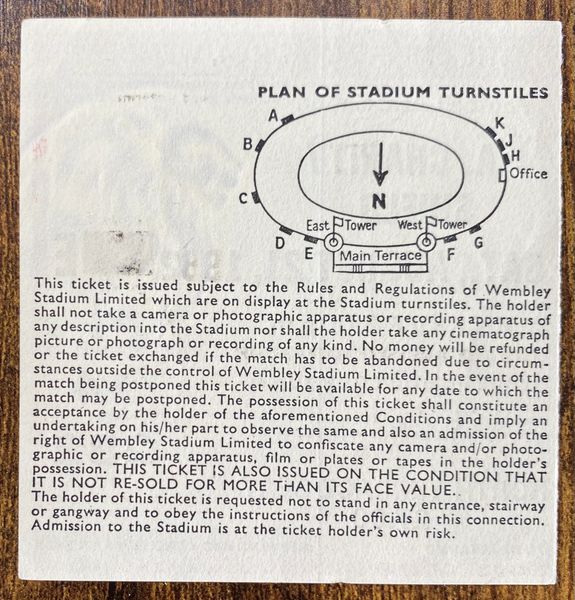 PLAN OF STADIUM TURNSTILES
A
B
C
D
E
K
J
H
Office
G
F
N
East Tower
West Tower
Main Terrace
This ticket is issued subject to the Rules and Regulations of Wembley
Stadium Limited which are on display at the Stadium turnstiles. The holder
shall not take a camera or photographic apparatus or recording apparatus of
any description into the Stadium nor shall the holder take any cinematograph
picture or photograph or recording of any kind. No money will be refunded
or the ticket exchanged if the match has to be abandoned due to circum-
stances outside the control of Wembley Stadium Limited. In the event of the
match being postponed this ticket will be available for any date to which the
match may be postponed. The possession of this ticket shall constitute an
acceptance by the holder of the aforementioned Conditions and imply an
undertaking on his/her part to observe the same and also an admission of the
right of Wembley Stadium Limited to confiscate any camera and/or photo-
graphic or recording apparatus, film or plates or tapes in the holder's
possession. THIS TICKET IS ALSO ISSUED ON THE CONDITION THAT
IT IS NOT RE-SOLD FOR MORE THAN ITS FACE VALUE..
The holder of this ticket is requested not to stand in any entrance, stairway
or gangway and to obey the instructions of the officials in this connection.
Admission to the Stadium is at the ticket holder's own risk.